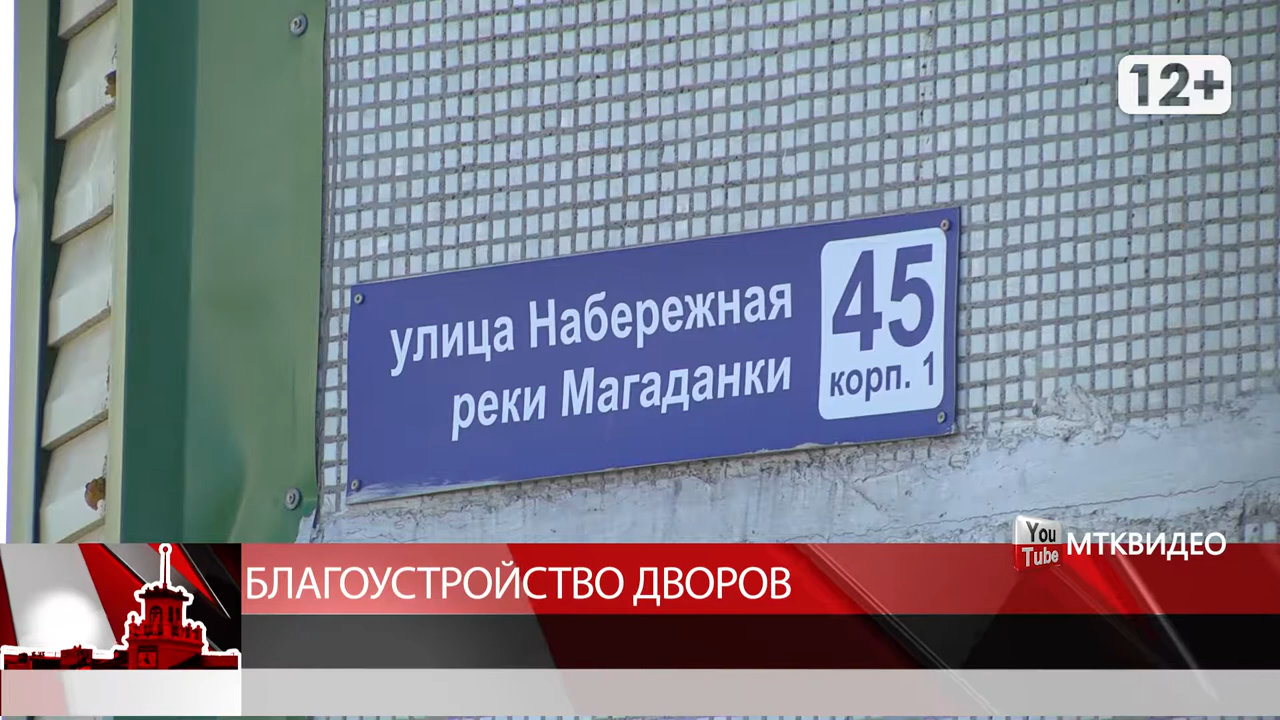 12+
улица Набережная
реки Магаданки
45
корп. 1
You
Tube
МТКВИДЕО
БЛАГОУСТРОЙСТВО ДВОРОВ